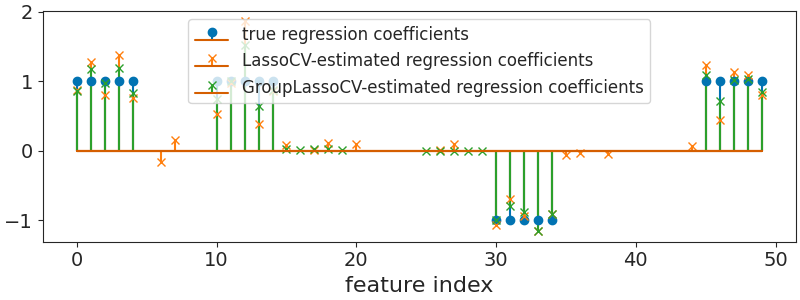 2
1
0
−1
true regression coefficients
LassoCV-estimated regression coefficients
GroupLassoCV-estimated regression coefficients
0 10 20 30 40 50
feature index